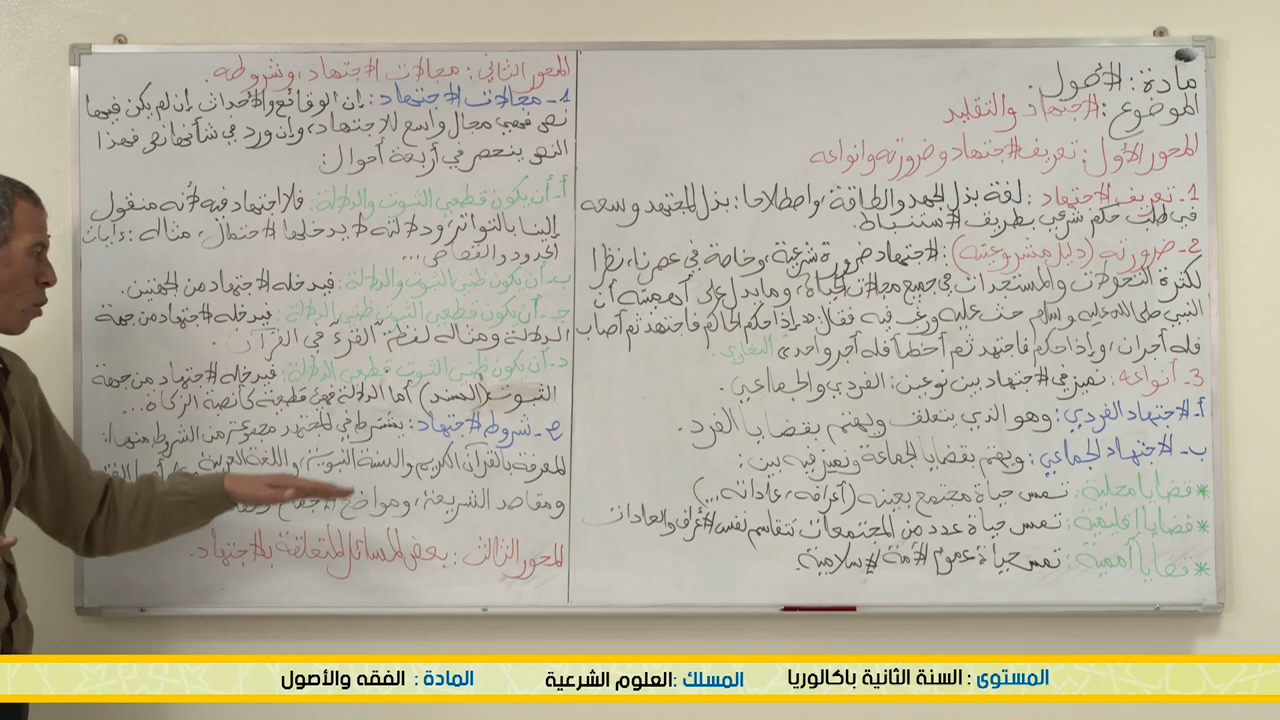 مادة: الأصول.
الموضوع: الاجتهاد والتقليد
المحور الأول: تعريف الاجتهاد وضرورته وأنواعه
1- تعريف الاجتهاد: لغة بذل الجهد والطاقة، واصطلاحا: بذل المجتهد وسعه
في طلب حكم شرعي بطريق الاستنباط.
2- ضرورته (دليل مشروعيته): الاجتهاد ضرورة شرعية، وخاصة في عصرنا، نظرا
لكثرة التحولات والمستجدات في جميع مجالات الحياة، ومما يدل على أهميته أن
النبي صلى الله عليه وسلم حث عليه ورغب فيه فقال «إذا حكم الحاكم فاجتهد ثم أصاب
فله أجران، وإذا حكم فاجتهد ثم أخطأ فله أجر واحد» البخاري.
3- أنواعه: نميز في الاجتهاد بين نوعين: الفردي والجماعي.
أ- الاجتهاد الفردي: وهو الذي يتعلق ويهتم بقضايا الفرد.
ب- الاجتهاد الجماعي: ويهم بقضايا الجماعة ونميز فيه بين:
* قضايا محلية: تمس حياة مجتمع بعينه (أعرافه، عاداته...)
* قضايا إقليمية: تمس حياة عدد من المجتمعات تتقاسم نفس الأعراف والعادات
* قضايا أممية: تمس حياة عموم الأمة الإسلامية.
المحور الثاني: مجالات الاجتهاد، وشروطه.
1- مجالات الاجتهاد: إن الوقائع والأحداث إن لم يكن فيها
نص فهي مجال واسع للاجتهاد، وإن ورد في شأنها نص فهذا
النص ينحصر في أربعة أحوال:
أ- أن يكون قطعي الثبوت والدلالة: فلا اجتهاد فيه لأنه منقول
إلينا بالتواتر ودلالته لا يدخلها الاحتمال، مثاله: آيات
الحدود والقصاص...
ب- أن يكون ظني الثبوت والدلالة: فيدخله الاجتهاد من الجهتين.
جـ- أن يكون قطعي الثبوت ظني الدلالة: فيدخله الاجتهاد من جهة
الدلالة ومثاله لفظ "القرء" في القرآن.
د- أن يكون ظني الثبوت قطعي الدلالة: فيدخله الاجتهاد من جهة
الثبوت (السند) أما الدلالة فهي قطعية كأنصبة الزكاة...
شروط الاجتهاد: يشترط في المجتهد مجموعة من الشروط منها:
المعرفة بالقرآن الكريم والسنة النبوية، واللغة العربية
ومقاصد الشريعة، ومواضع
المحور الثالث: بعض المسائل المتعلقة بالاجتهاد.
المستوى : السنة الثانية باكالوريا المسلك :العلوم الشرعية المادة : الفقه والأصول